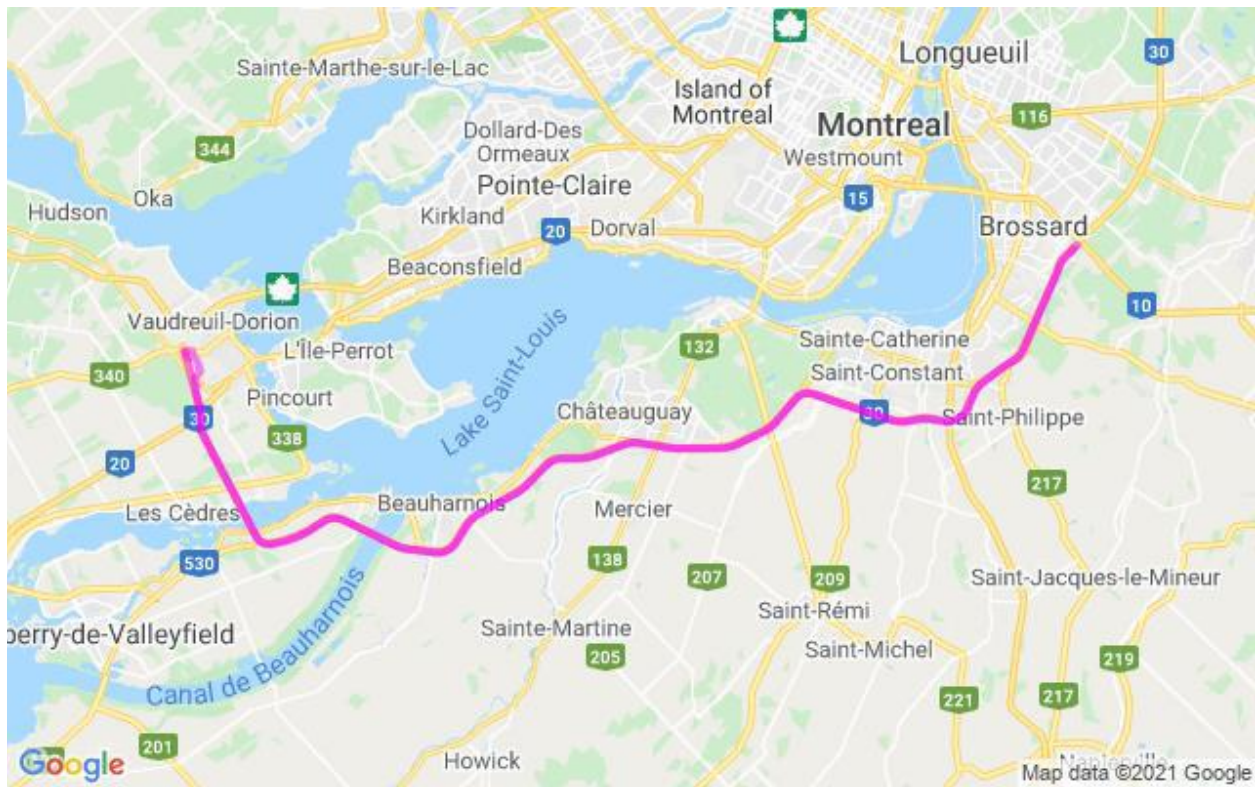 Longueuil
30
Sainte-Marthe-sur-le-Lac
Island of
Montreal
116
Montreal
Dollard-Des
Ormeaux
344
Westmount
Pointe-Claire
15
Oka
Hudson
Kirkland
20
Dorval
Brossard
Beaconsfield
10
Vaudreuil-Dorion
L'Île-Perrot
132
Sainte-Catherine
340
Saint-Constant
Pincourt
Lake Saint-Louis
Châteauguay
30
30
Saint-Philippe
338
20
217
Les Cèdres
Beauharnois
Mercier
530
138
207
209
Saint-Jacques-le-Mineur
Saint-Rémi
perry-de-Valleyfield
Sainte-Martine
Saint-Michel
205
219
Canal de Beauharnois
221
217
201
Howick
Napierville
Google
Map data ©2021 Google